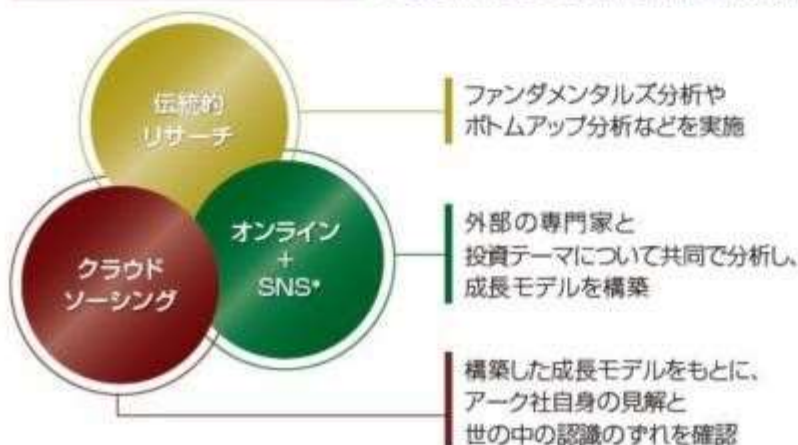 伝統的
リサーチ
ファンダメンタルズ分析や
ボトムアップ分析などを実施
オンライン
+
SNS*
外部の専門家と
投資テーマについて共同で分析し、
成長モデルを構築
クラウド
ソーシング
構築した成長モデルをもとに、
アーク社自身の見解と
世の中の認識のずれを確認